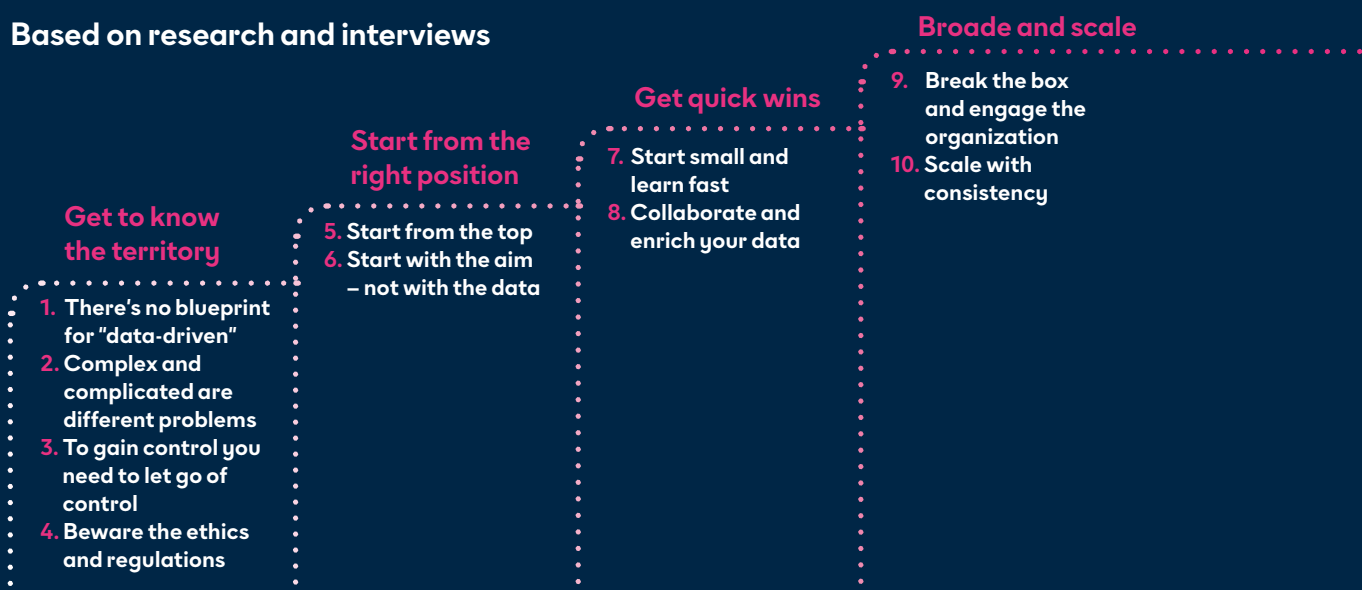 Based on research and interviews
Get to know
the territory
1. There's no blueprint
for "data-driven"
2. Complex and
complicated are
different problems
3. To gain control you
need to let go of
control
4. Beware the ethics
and regulations
Start from the
right position
5. Start from the top
6. Start with the aim
– not with the data
Get quick wins
7. Start small and
learn fast
8. Collaborate and
enrich your data
Broade and scale
9. Break the box
and engage the
organization
10. Scale with
consistency